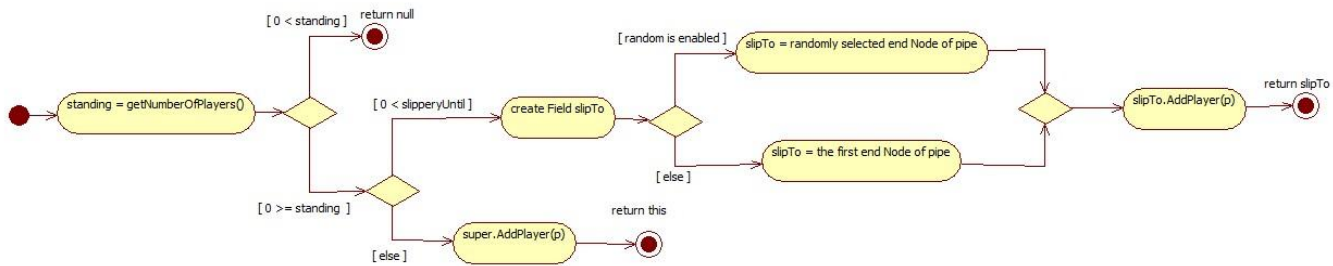 [ 0 < standing ]
return null
[ random is enabled ]
slipTo = randomly selected end Node of pipe
standing = getNumberOfPlayers()
[ 0 < slipperyUntil ]
create Field slipTo
slipTo.AddPlayer(p)
return slipTo
slipTo = the first end Node of pipe
[ else ]
[ 0 >= standing ]
return this
super.AddPlayer(p)
[ else ]